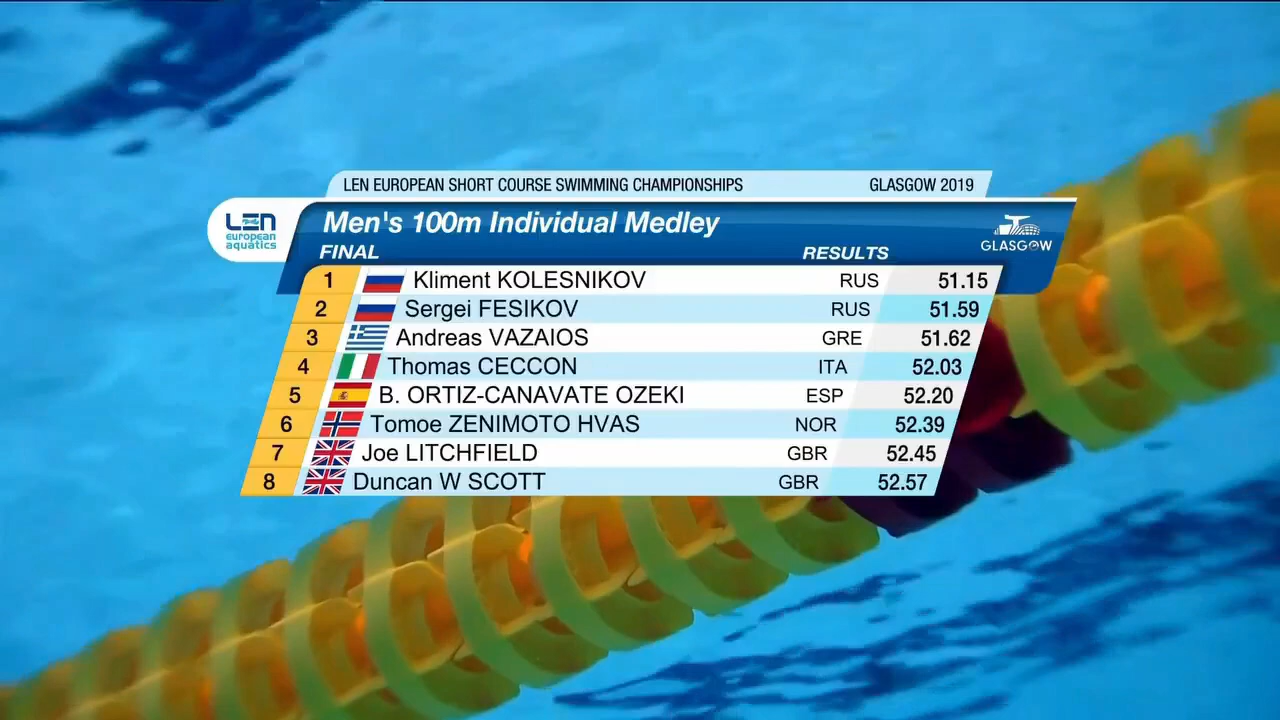 LEN EUROPEAN SHORT COURSE SWIMMING CHAMPIONSHIPS GLASGOW 2019
LEN
european
aquatics
Men's 100m Individual Medley
GLASGOW
FINAL RESULTS
1 Kliment KOLESNIKOV RUS 51.15
2 Sergei FESIKOV RUS 51.59
3 Andreas VAZAIOS GRE 51.62
4 Thomas CECCON ITA 52.03
5 B. ORTIZ-CANAVATE OZEKI ESP 52.20
6 Tomoe ZENIMOTO HVAS NOR 52.39
7 Joe LITCHFIELD GBR 52.45
8 Duncan W SCOTT GBR 52.57